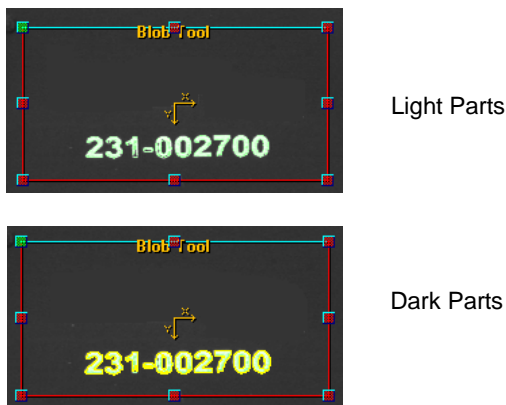 Blob Tool
X
Y
231-002700
Light Parts
Blob Tool
X
Y
231-002700
Dark Parts